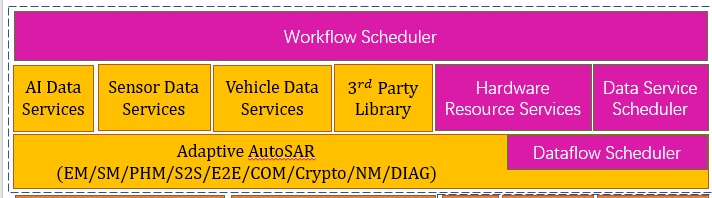 Workflow Scheduler
AI Data
Services
Sensor Data
Services
Vehicle Data
Services
3rd Party
Library
Hardware
Resource Services
Data Service
Scheduler
Adaptive AutoSAR
(EM/SM/PHM/S2S/E2E/COM/Crypto/NM/DIAG)
Dataflow Scheduler